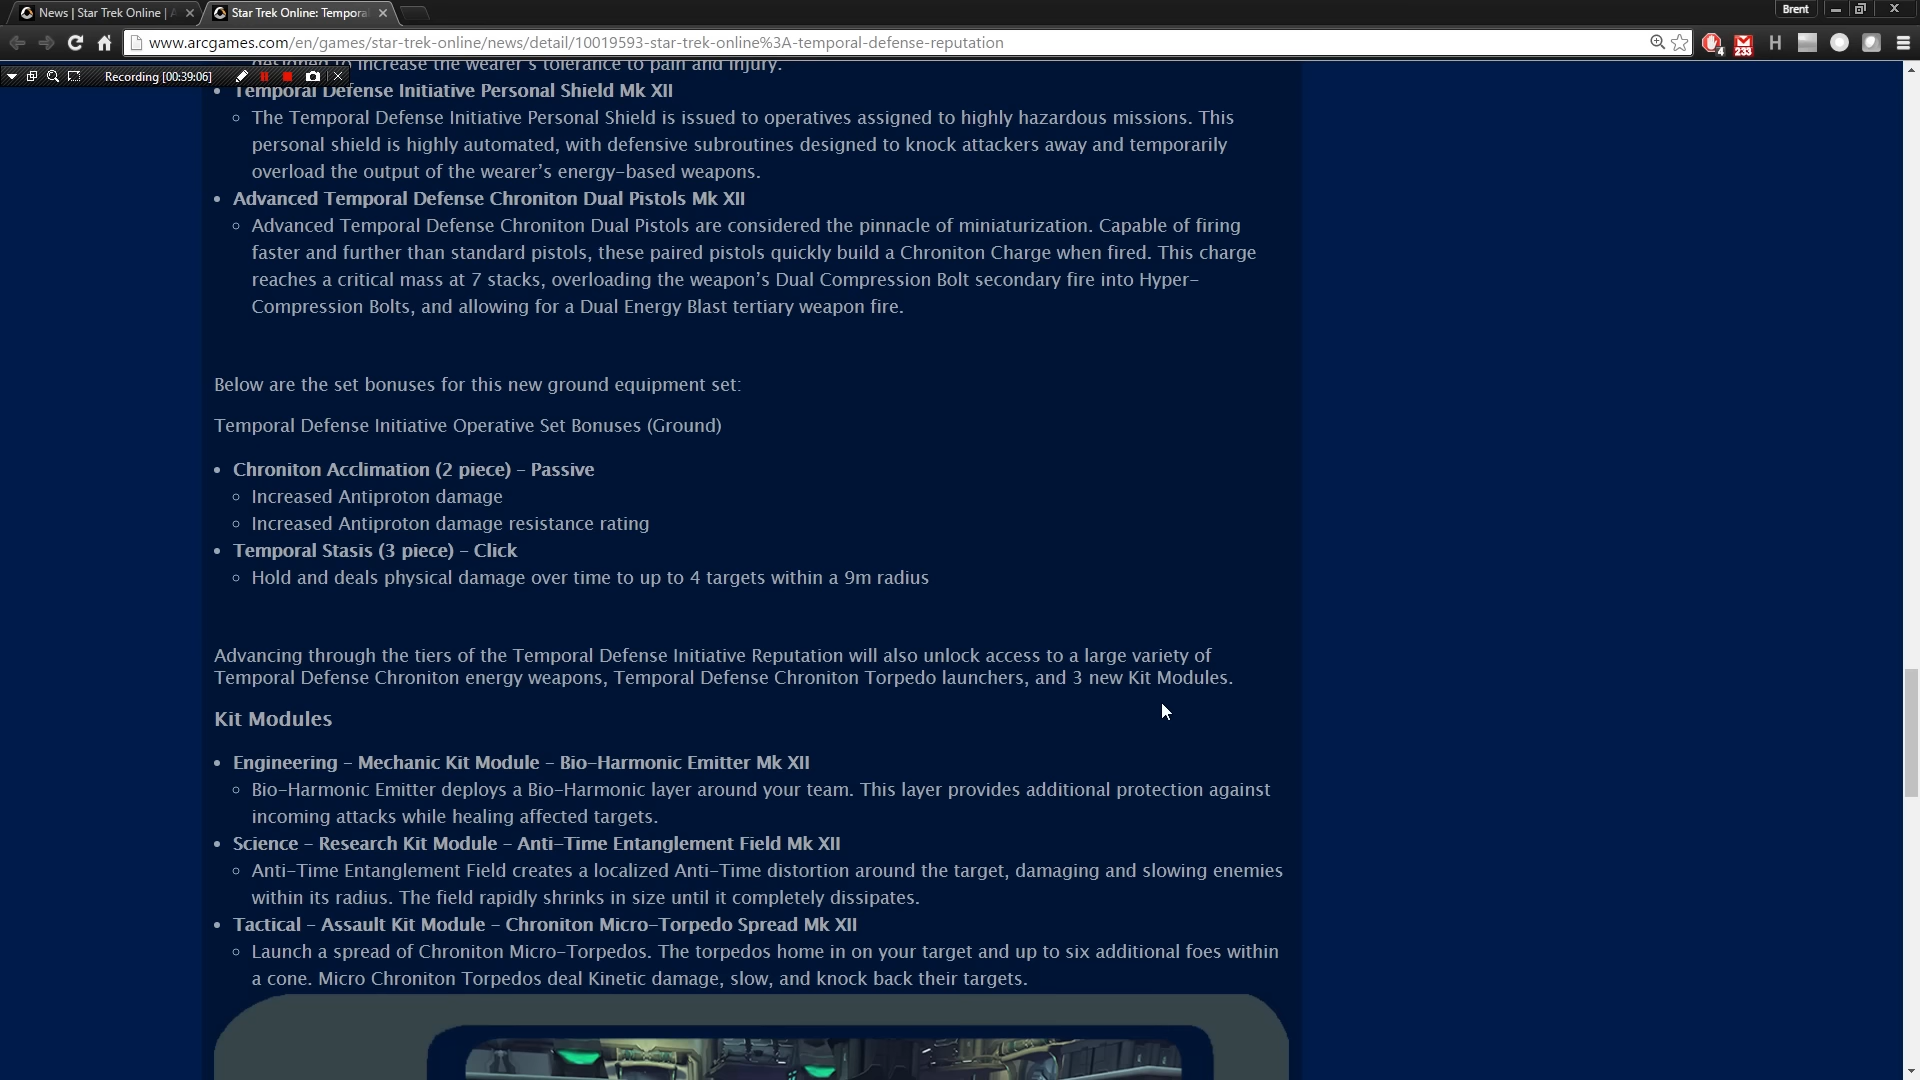 News | Star Trek Online |
Star Trek Online: Tempora
Brent
www.arcgames.com/en/games/star-trek-online/news/detail/10019593-star-trek-online%3A-temporal-defense-reputation
4
233
H
Recording [00:39:06]
designed to increase the wearer's tolerance to pain and injury.
• Temporal Defense Initiative Personal Shield Mk XII
○ The Temporal Defense Initiative Personal Shield is issued to operatives assigned to highly hazardous missions. This
personal shield is highly automated, with defensive subroutines designed to knock attackers away and temporarily
overload the output of the wearer's energy-based weapons.
• Advanced Temporal Defense Chroniton Dual Pistols Mk XII
○ Advanced Temporal Defense Chroniton Dual Pistols are considered the pinnacle of miniaturization. Capable of firing
faster and further than standard pistols, these paired pistols quickly build a Chroniton Charge when fired. This charge
reaches a critical mass at 7 stacks, overloading the weapon's Dual Compression Bolt secondary fire into Hyper-
Compression Bolts, and allowing for a Dual Energy Blast tertiary weapon fire.
Below are the set bonuses for this new ground equipment set:
Temporal Defense Initiative Operative Set Bonuses (Ground)
• Chroniton Acclimation (2 piece) - Passive
○ Increased Antiproton damage
○ Increased Antiproton damage resistance rating
• Temporal Stasis (3 piece) - Click
○ Hold and deals physical damage over time to up to 4 targets within a 9m radius
Advancing through the tiers of the Temporal Defense Initiative Reputation will also unlock access to a large variety of
Temporal Defense Chroniton energy weapons, Temporal Defense Chroniton Torpedo launchers, and 3 new Kit Modules.
Kit Modules
• Engineering - Mechanic Kit Module - Bio-Harmonic Emitter Mk XII
○ Bio-Harmonic Emitter deploys a Bio-Harmonic layer around your team. This layer provides additional protection against
incoming attacks while healing affected targets.
• Science - Research Kit Module - Anti-Time Entanglement Field Mk XII
○ Anti-Time Entanglement Field creates a localized Anti-Time distortion around the target, damaging and slowing enemies
within its radius. The field rapidly shrinks in size until it completely dissipates.
• Tactical - Assault Kit Module - Chroniton Micro-Torpedo Spread Mk XII
○ Launch a spread of Chroniton Micro-Torpedos. The torpedos home in on your target and up to six additional foes within
a cone. Micro Chroniton Torpedos deal Kinetic damage, slow, and knock back their targets.